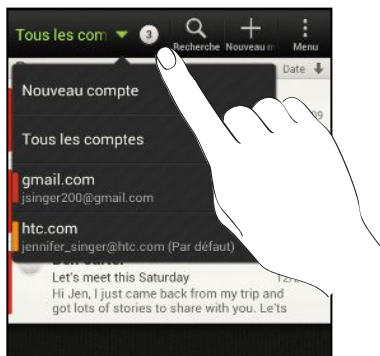 Tous les com 3
Recherche Nouveau m Menu
Date
Nouveau compte
Tous les comptes
gmail.com
jsinger200@gmail.com
htc.com
jennifer_singer@htc.com (Par défaut)
Let's meet this Saturday
Hi Jen, I just came back from my trip and
got lots of stories to share with you. Le'ts